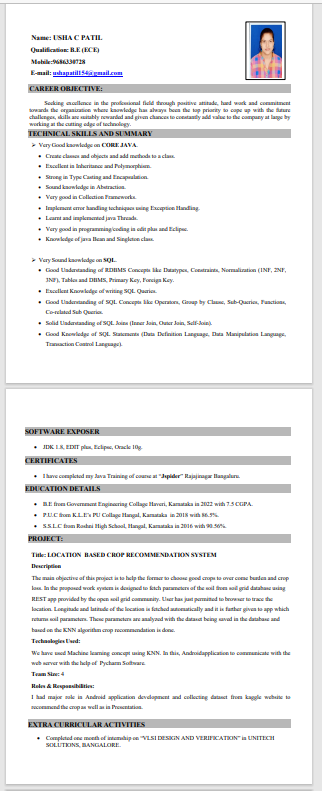 Name: USHA C PATIL
Qualification: B.E (ECE)
Mobile:9686330728
E-mail: ushapatil154@gmail.com
CAREER OBJECTIVE:
Seeking excellence in the professional field through positive attitude, hard work and commitment
towards the organization where knowledge has always been the top priority to cope up with the future
challenges, skills are suitably rewarded and given chances to constantly add value to the company at large by
working at the cutting edge of technology.
TECHNICAL SKILLS AND SUMMARY
➢ Very Good knowledge on CORE JAVA.
• Create classes and objects and add methods to a class.
• Excellent in Inheritance and Polymorphism.
• Strong in Type Casting and Encapsulation.
• Sound knowledge in Abstraction.
• Very good in Collection Frameworks.
• Implement error handling techniques using Exception Handling.
• Learnt and implemented java Threads.
• Very good in programming/coding in edit plus and Eclipse.
• Knowledge of java Bean and Singleton class.
➢ Very Sound knowledge on SQL.
• Good Understanding of RDBMS Concepts like Datatypes, Constraints, Normalization (1NF, 2NF,
3NF), Tables and DBMS, Primary Key, Foreign Key.
• Excellent Knowledge of writing SQL Queries.
• Good Understanding of SQL Concepts like Operators, Group by Clause, Sub-Queries, Functions,
Co-related Sub Queries.
• Solid Understanding of SQL Joins (Inner Join, Outer Join, Self-Join).
• Good Knowledge of SQL Statements (Data Definition Language, Data Manipulation Language,
Transaction Control Language).
SOFTWARE EXPOSER
• JDK 1.8, EDIT plus, Eclipse, Oracle 10g.
CERTIFICATES
• I have completed my Java Training of course at "Jspider" Rajajinagar Bangaluru.
EDUCATION DETAILS
• B.E from Government Engineering Collage Haveri, Karnataka in 2022 with 7.5 CGPA.
• P.U.C from K.L.E's PU Collage Hangal, Karnataka in 2018 with 86.5%.
• S.S.L.C from Roshni High School, Hangal, Karnataka in 2016 with 90.56%.
PROJECT:
Title: LOCATION BASED CROP RECOMMENDATION SYSTEM
Description
The main objective of this project is to help the former to choose good crops to over come burden and crop
loss. In the proposed work system is designed to fetch parameters of the soil from soil grid database using
REST app provided by the open soil grid community. User has just permitted to browser to trace the
location. Longitude and latitude of the location is fetched automatically and it is further given to app which
returns soil parameters. These parameters are analyzed with the dataset being saved in the database and
based on the KNN algorithm crop recommendation is done.
Technologies Used:
We have used Machine learning concept using KNN. In this, Androidapplication to communicate with the
web server with the help of Pycharm Software.
Team Size: 4
Roles & Responsibilities:
I had major role in Android application development and collecting dataset from kaggle website to
recommend the crop as well as in Presentation.
EXTRA CURRICULAR ACTIVITIES
• Completed one month of internship on "VLSI DESIGN AND VERIFICATION" in UNITECH
SOLUTIONS, BANGALORE.